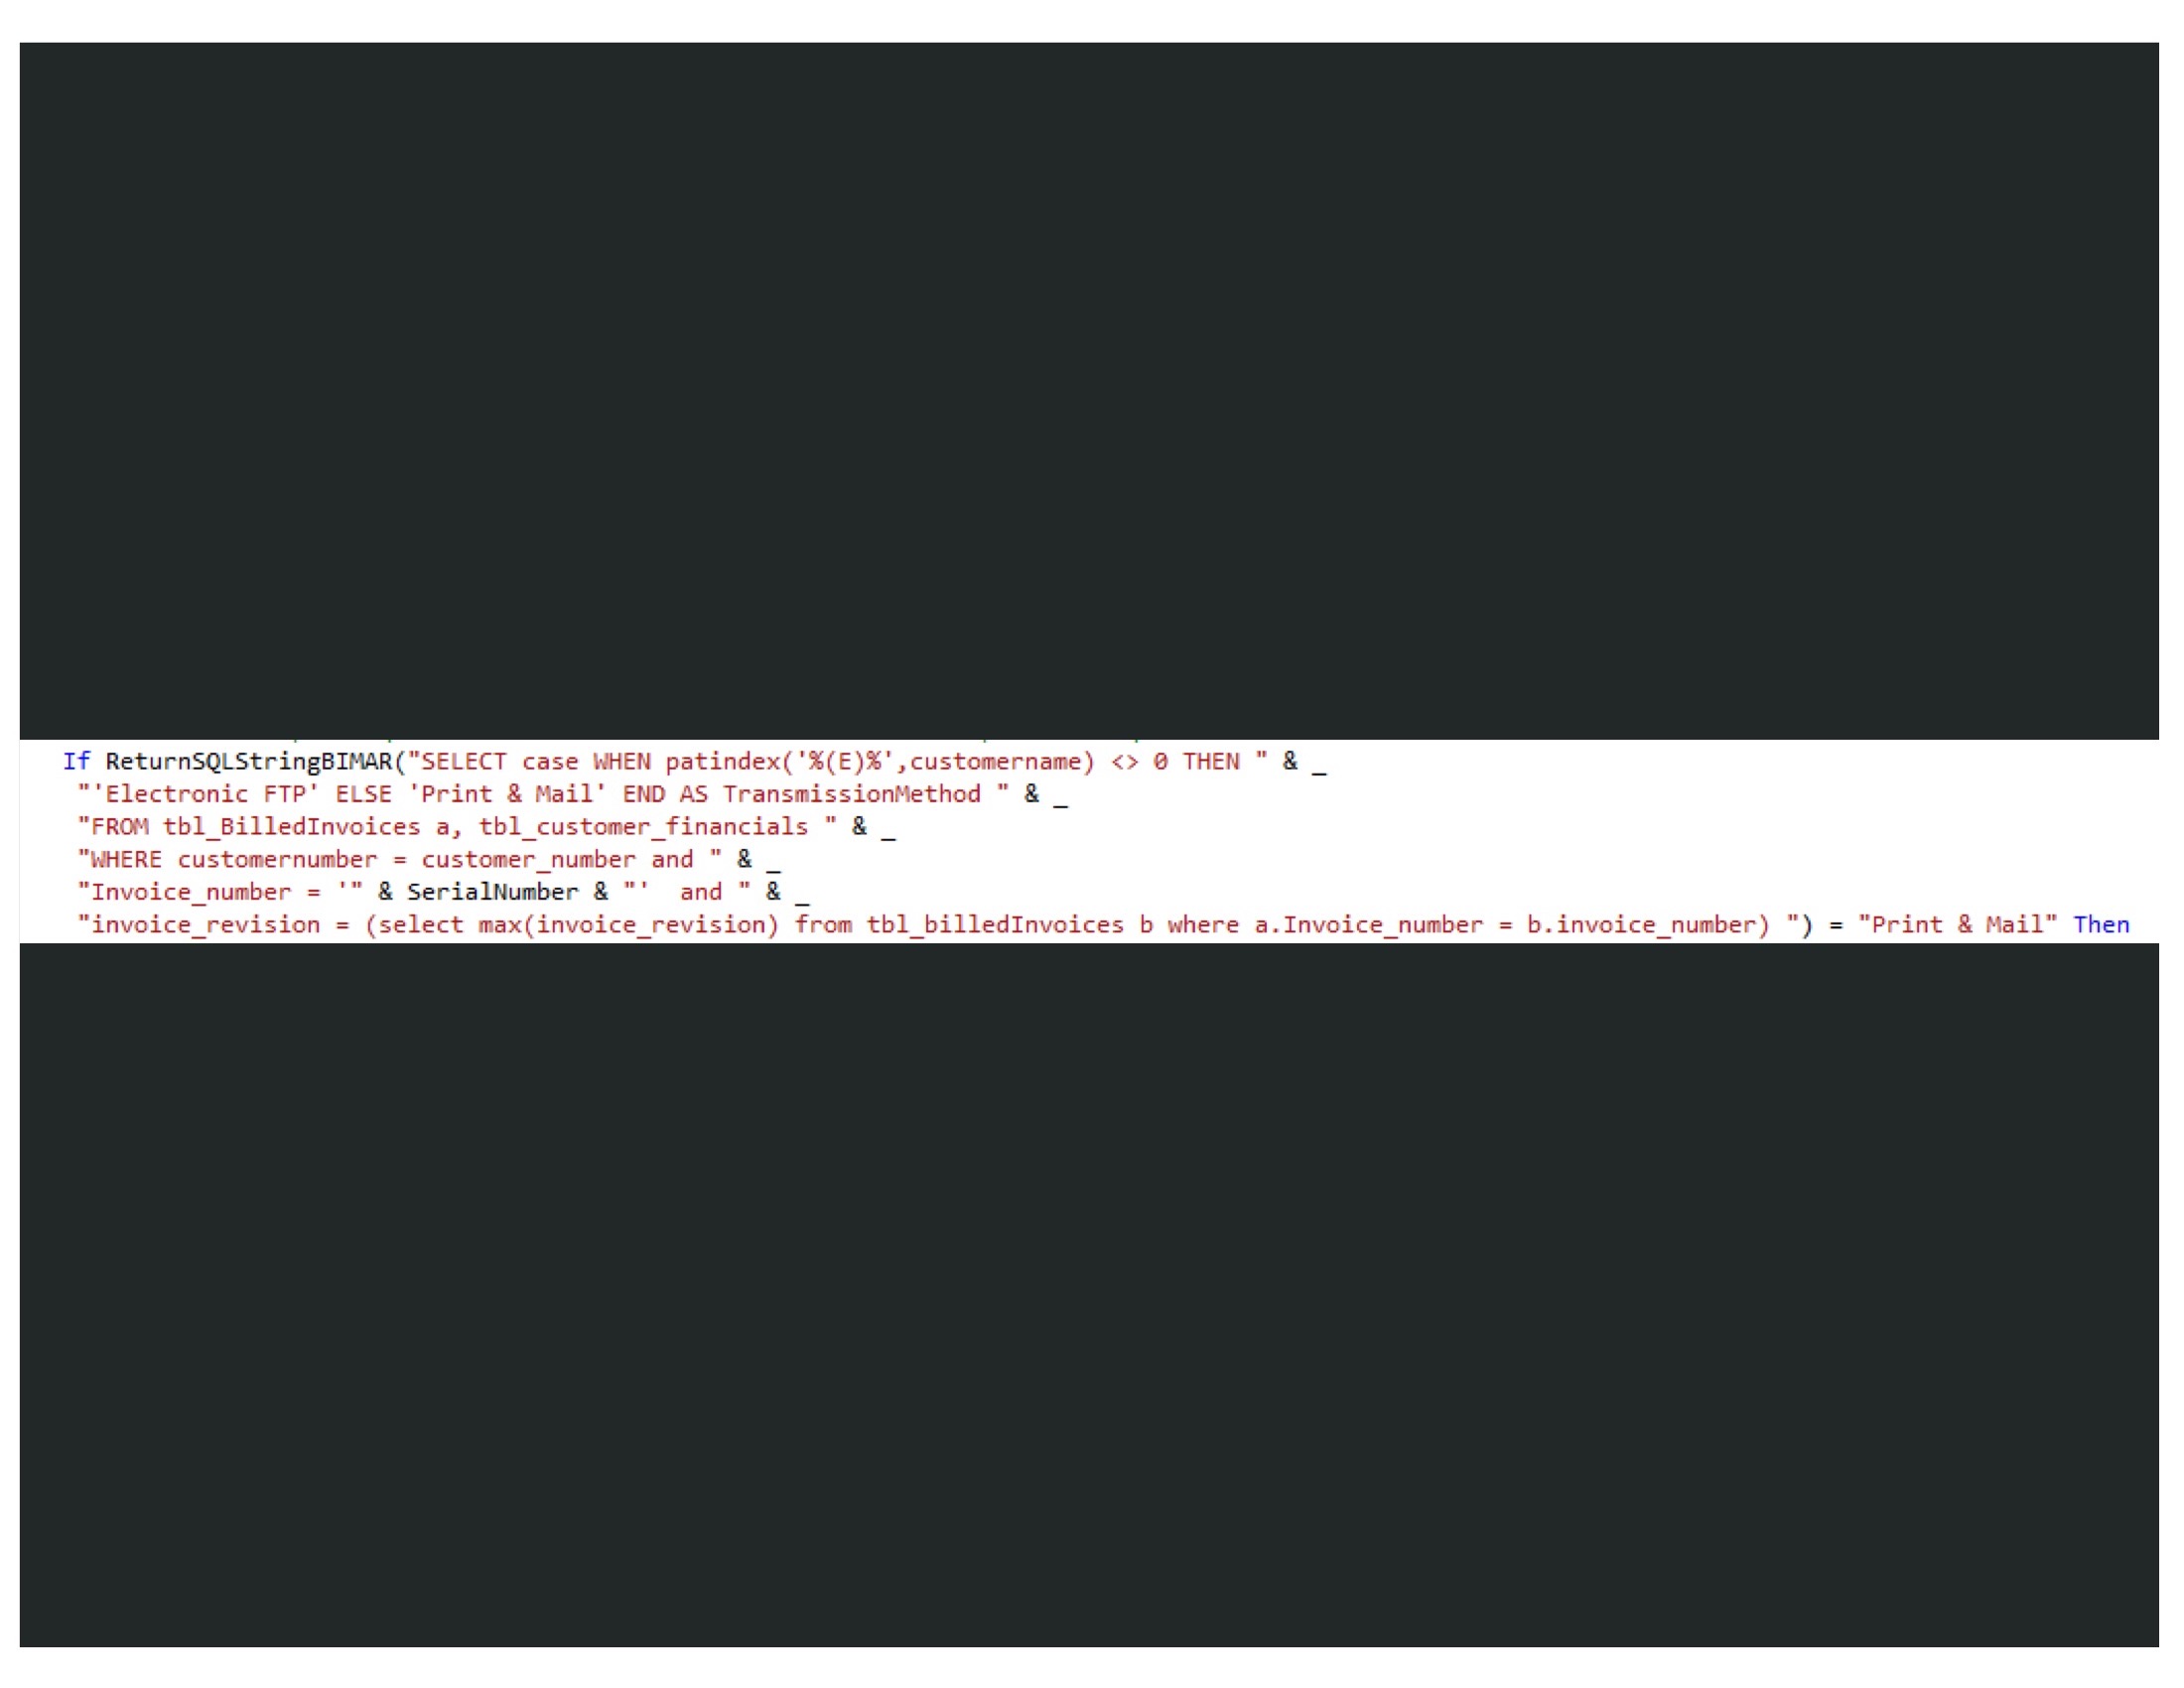 If ReturnSQLStringBIMAR("SELECT case WHEN patindex('%(E)%',customername) <> 0 THEN " & _
"'Electronic FTP' ELSE 'Print & Mail' END AS TransmissionMethod " & _
"FROM tbl_BilledInvoices a, tbl_customer_financials " & _
"WHERE customernumber = customer_number and " & _
"Invoice_number = '" & SerialNumber & "'  and " & _
"invoice_revision = (select max(invoice_revision) from tbl_billedInvoices b where a.Invoice_number = b.invoice_number) ") = "Print & Mail" Then